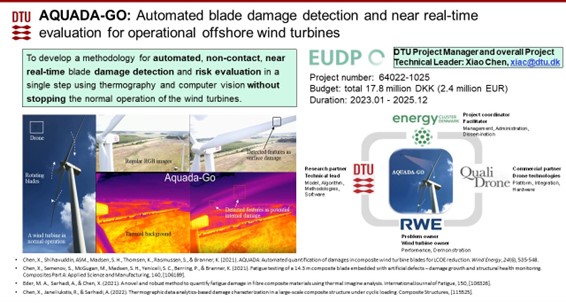 DTU
AQUADA-GO: Automated blade damage detection and near real-time
evaluation for operational offshore wind turbines
To develop a methodology for automated, non-contact, near
real-time blade damage detection and risk evaluation in a
single step using thermography and computer vision without
stopping the normal operation of the wind turbines.
EUDP
DTU Project Manager and overall Project
Technical Leader: Xiao Chen, xiac@dtu.dk
Project number: 64022-1025
Budget: total 17.8 million DKK (2.4 million EUR)
Duration: 2023.01 - 2025.12
Drone
Rotating
blades
A wind turbine in
normal operation
Regular RGB images
Detected features as
surface damage
Aquada-Go
Thermal background
Detected features as potential
internal damage
energy
CLUSTER
DENMARK
Project coordinator
Facilitator
Management, Administration,
Dissemination
Research partner
Technical lead
Model, Algorithm,
Methodologies,
Software
DTU
AQUADA-GO
Quali
Drone
Commercial partner
Drone technologies
Platform, Integration,
Hardware
RWE
Problem owner
Wind turbine owner
Performance, Demonstration
• Chen, X., Shihavuddin, ASM., Madsen, S. H., Thomsen, K., Rasmussen, S., & Branner, K. (2021). AQUADA: Automated quantification of damages in composite wind turbine blades for LCOE reduction. Wind Energy, 24(6), 535-548.
• Chen, X., Semenov, S., McGugan, M., Madsen, S. H., Yeniceli, S. C., Berring, P., & Branner, K. (2021). Fatigue testing of a 14.3 m composite blade embedded with artificial defects – damage growth and structural health monitoring.
Composites Part A: Applied Science and Manufacturing, 140, [106189].
• Eder, M. A., Sarhadi, A., & Chen, X. (2021). A novel and robust method to quantify fatigue damage in fibre composite materials using thermal imaging analysis. International Journal of Fatigue, 150, [106326].
• Chen, X., Janeliukstis, R., & Sarhadi, A. (2022). Thermographic data analytics-based damage characterization in a large-scale composite structure under cyclic loading. Composite Structures, [115525].